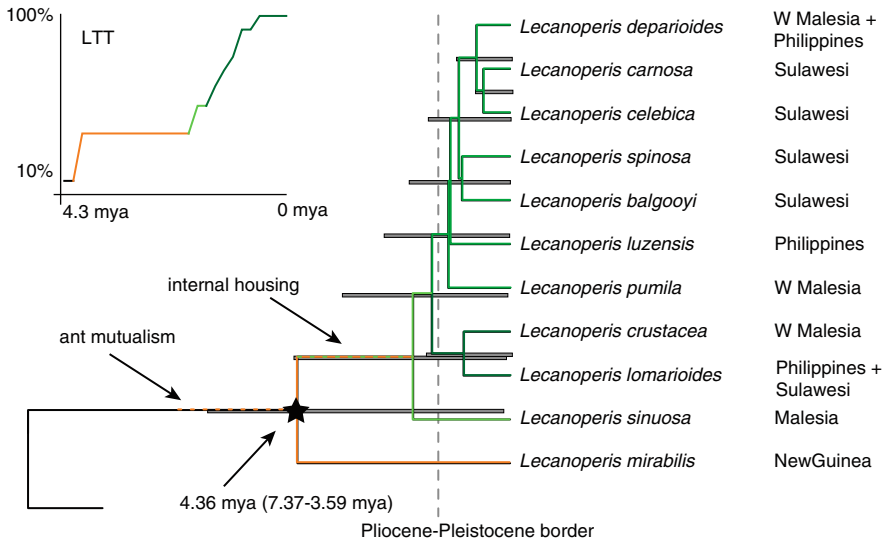 100%
LTT
10%
4.3 mya
0 mya
Lecanoperis deparioides
W Malesia +
Philippines
Lecanoperis carnosa
Sulawesi
Lecanoperis celebica
Sulawesi
Lecanoperis spinosa
Sulawesi
Lecanoperis balgooyi
Sulawesi
Lecanoperis luzensis
Philippines
internal housing
Lecanoperis pumila
W Malesia
ant mutualism
Lecanoperis crustacea
W Malesia
Lecanoperis lomarioides
Philippines +
Sulawesi
Lecanoperis sinuosa
Malesia
Lecanoperis mirabilis
NewGuinea
4.36 mya (7.37-3.59 mya)
Pliocene-Pleistocene border